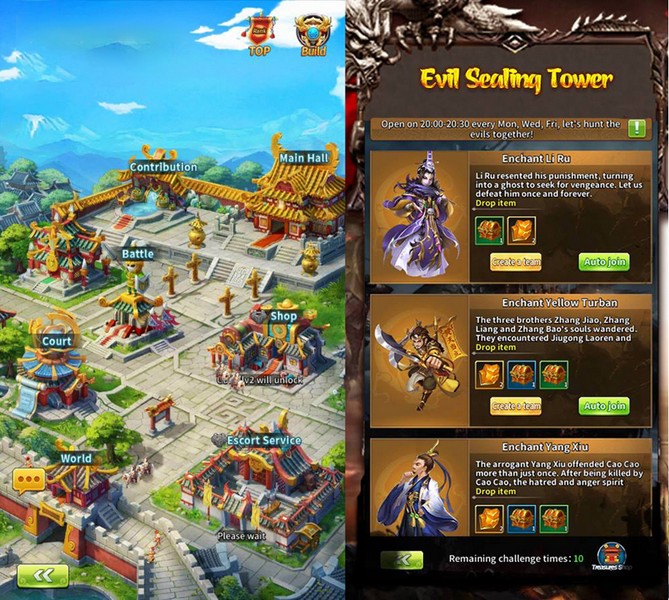 Rank
TOP
Build
Contribution
Main Hall
Battle
Shop
Court
v2 will unlock
Escort Service
World
Please wait
Evil Sealing Tower
Open on 20:00-20:30 every Mon, Wed, Fri, let's hunt the
evils together!
!
Enchant Li Ru
Li Ru resented his punishment, turning
into a ghost to seek for vengeance. Let us
defeat him once and forever.
Drop item
Create a team
Auto join
Enchant Yellow Turban
The three brothers Zhang Jiao, Zhang
Liang and Zhang Bao's souls wandered.
They encountered Jiugong Laoren and
Drop item
Create a team
Auto join
Enchant Yang Xiu
The arrogant Yang Xiu offended Cao Cao
more than just once. After being killed by
Cao Cao, the hatred and anger spirit
Drop item
Remaining challenge times: 10
Treasures Shop